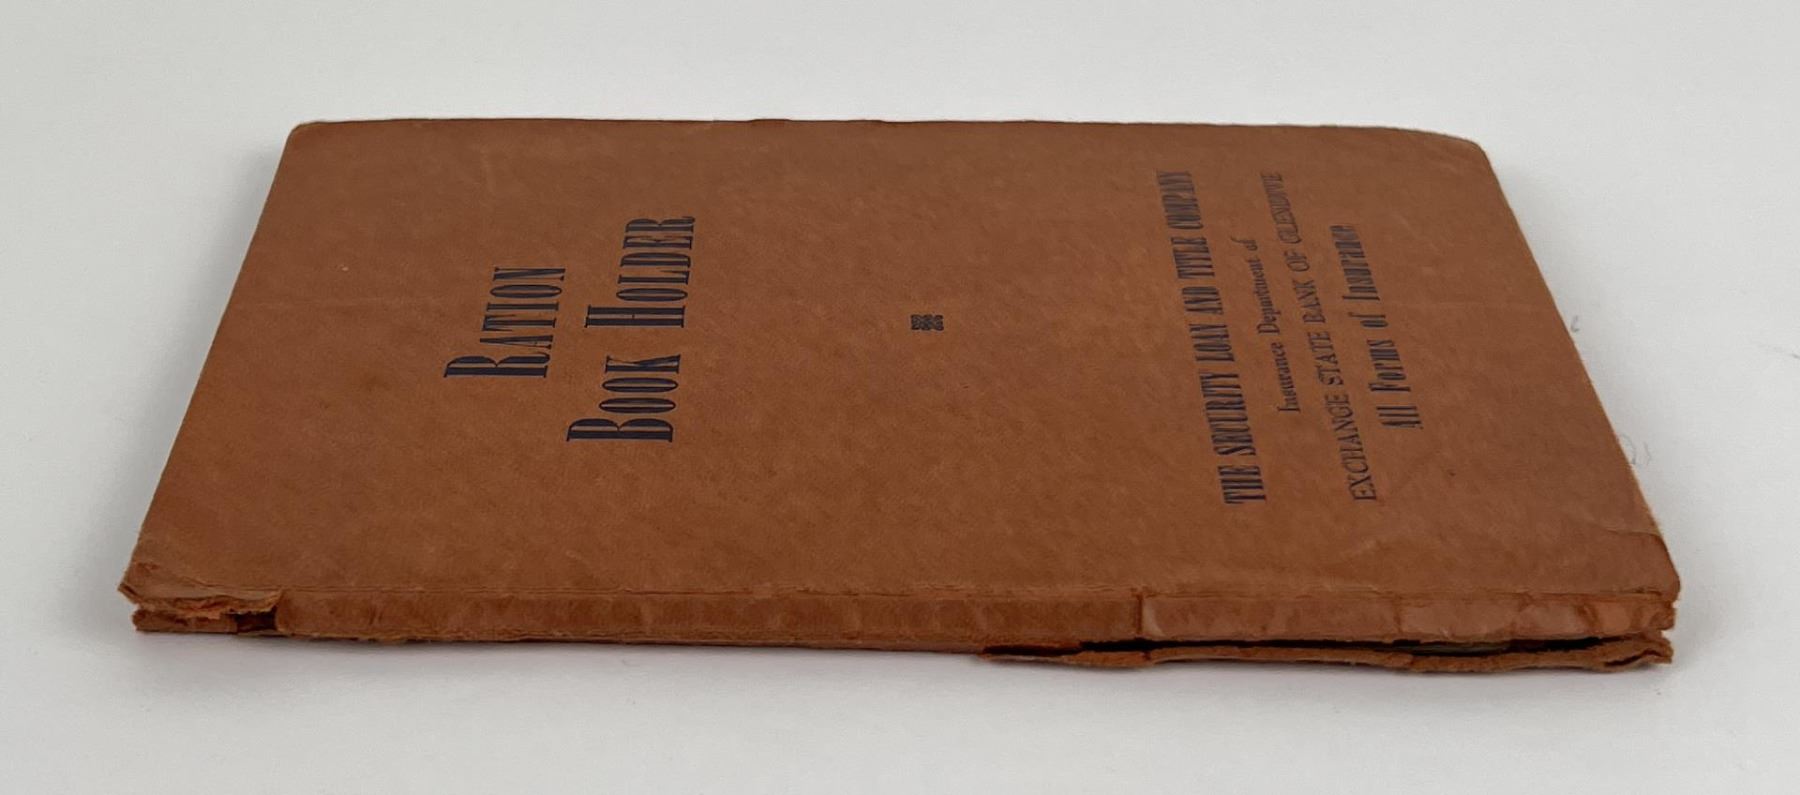 RATION
BOOK HOLDER
THE SECURITY LOAN AND TITLE COMPANY
Insurance Department of
EXCHANGE STATE BANK OF GLENDIVE
All Forms of Insurance